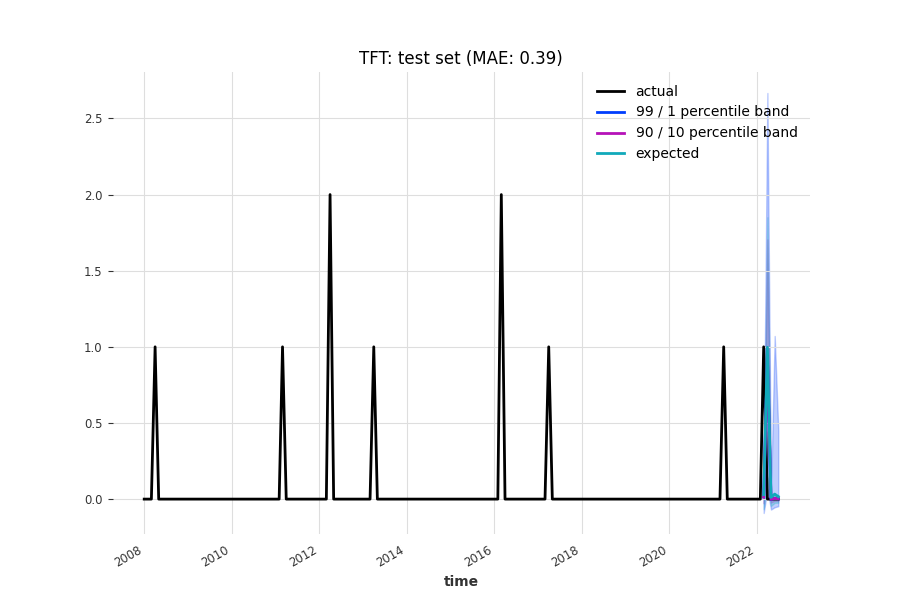 TFT: test set (MAE: 0.39)
actual
99 / 1 percentile band
90 / 10 percentile band
expected
2.5
2.0
1.5
1.0
0.5
0.0
2008 2010 2012 2014 2016 2018 2020 2022
time